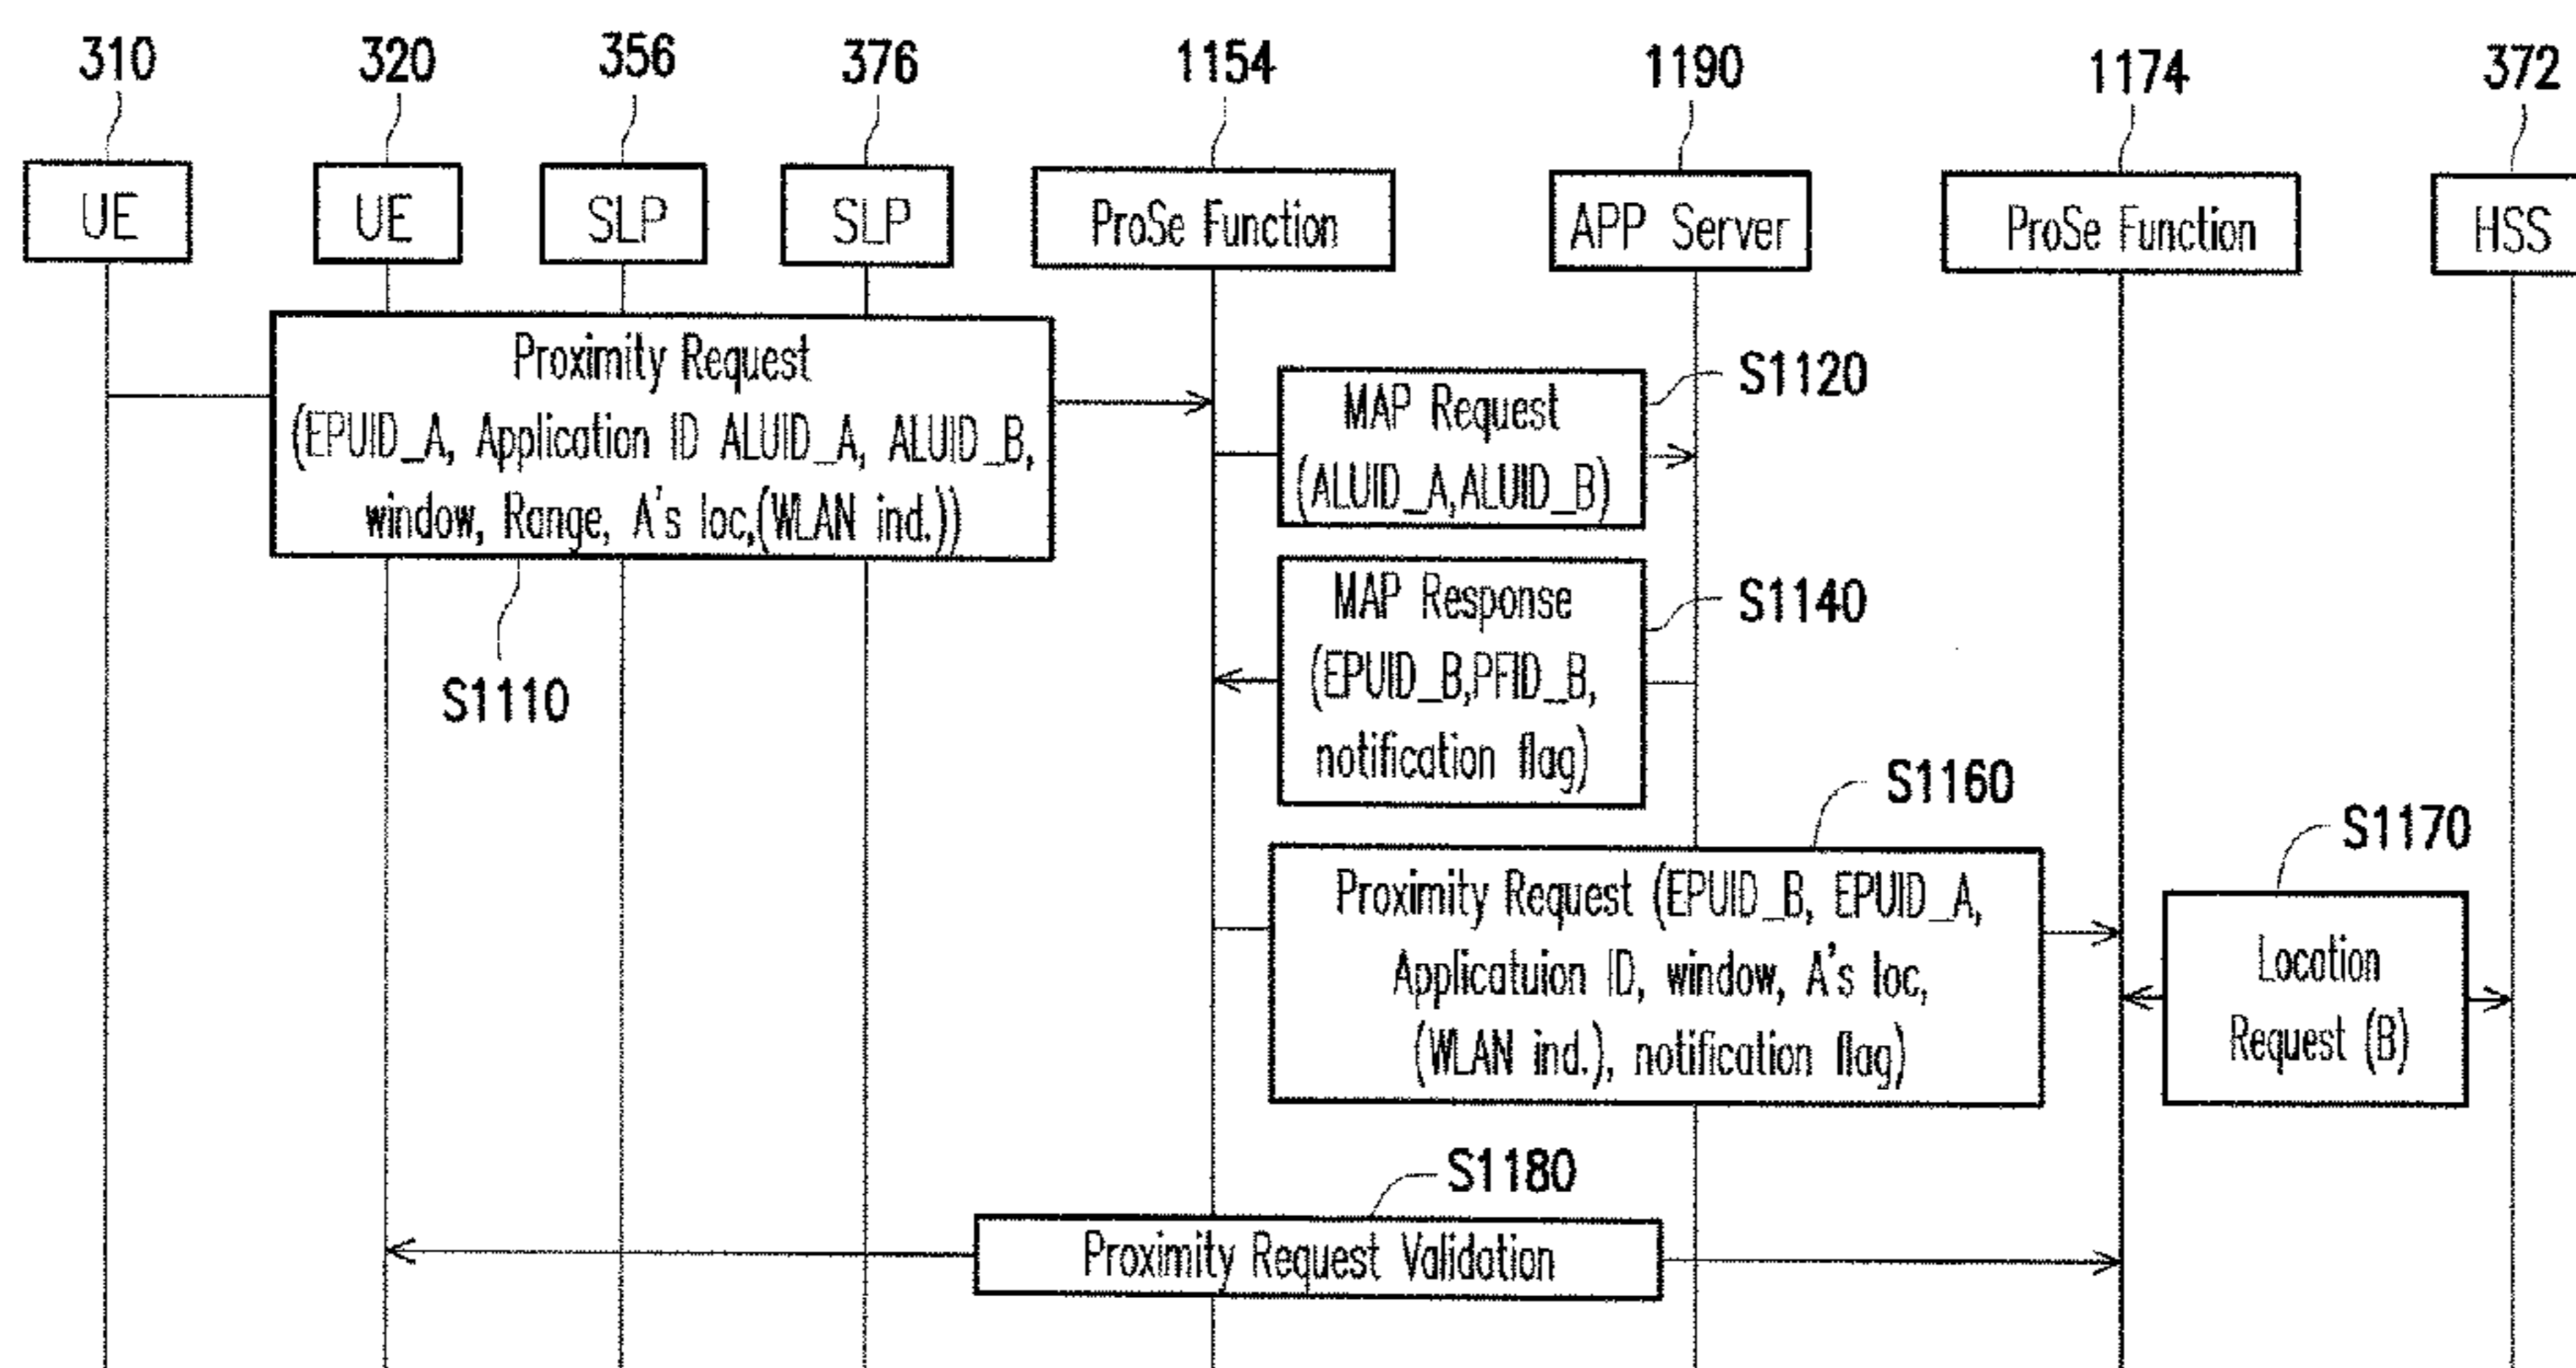 310
320
356
376
1154
1190
1174
372
UE
UE
SLP
SLP
ProSe Function
APP Server
ProSe Function
HSS
Proximity Request
(EPUID_A, Application ID ALUID_A, ALUID_B,
window, Range, A's loc,(WLAN ind.))
S1110
MAP Request
(ALUID_A,ALUID_B)
S1120
MAP Response
(EPUID_B,PFID_B,
notification flag)
S1140
S1160
Proximity Request (EPUID_B, EPUID_A,
Applicatuion ID, window, A's loc,
(WLAN ind.), notification flag)
S1170
Location
Request (B)
S1180
Proximity Request Validation